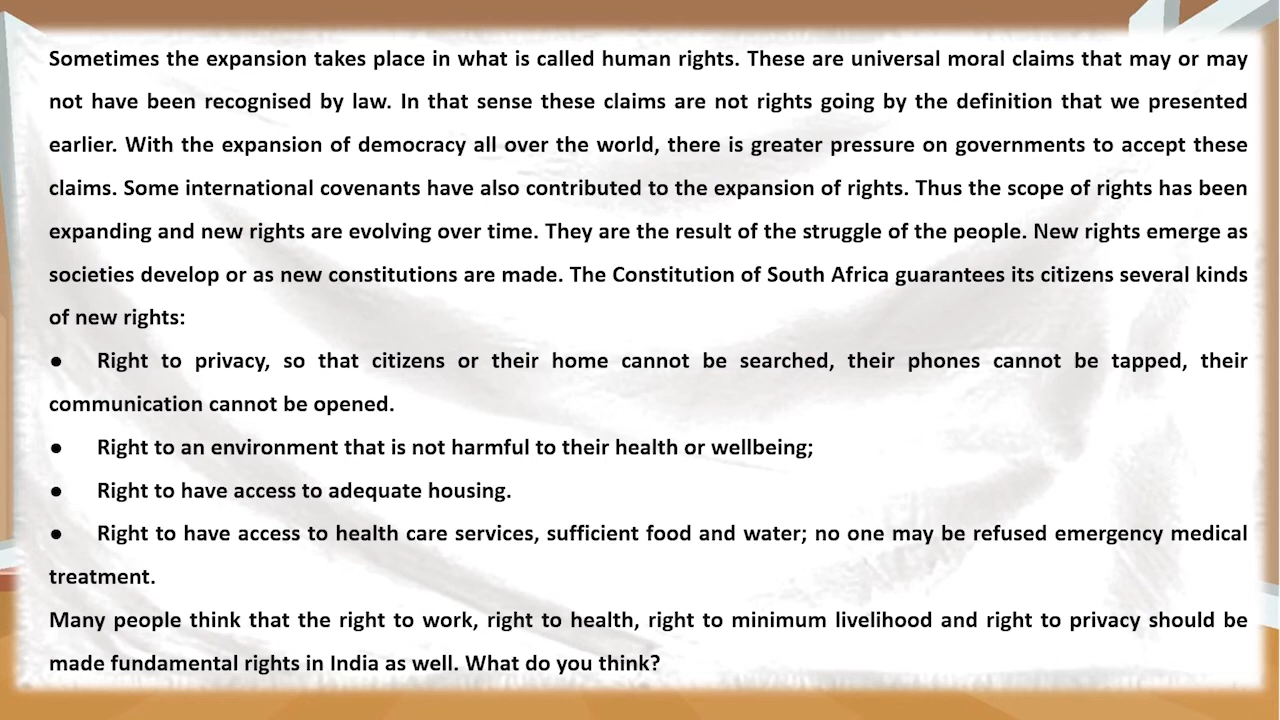 Sometimes the expansion takes place in what is called human rights. These are universal moral claims that may or may
not have been recognised by law. In that sense these claims are not rights going by the definition that we presented
earlier. With the expansion of democracy all over the world, there is greater pressure on governments to accept these
claims. Some international covenants have also contributed to the expansion of rights. Thus the scope of rights has been
expanding and new rights are evolving over time. They are the result of the struggle of the people. New rights emerge as
societies develop or as new constitutions are made. The Constitution of South Africa guarantees its citizens several kinds
of new rights:
● Right to privacy, so that citizens or their home cannot be searched, their phones cannot be tapped, their
communication cannot be opened.
● Right to an environment that is not harmful to their health or wellbeing;
● Right to have access to adequate housing.
● Right to have access to health care services, sufficient food and water; no one may be refused emergency medical
treatment.
Many people think that the right to work, right to health, right to minimum livelihood and right to privacy should be
made fundamental rights in India as well. What do you think?